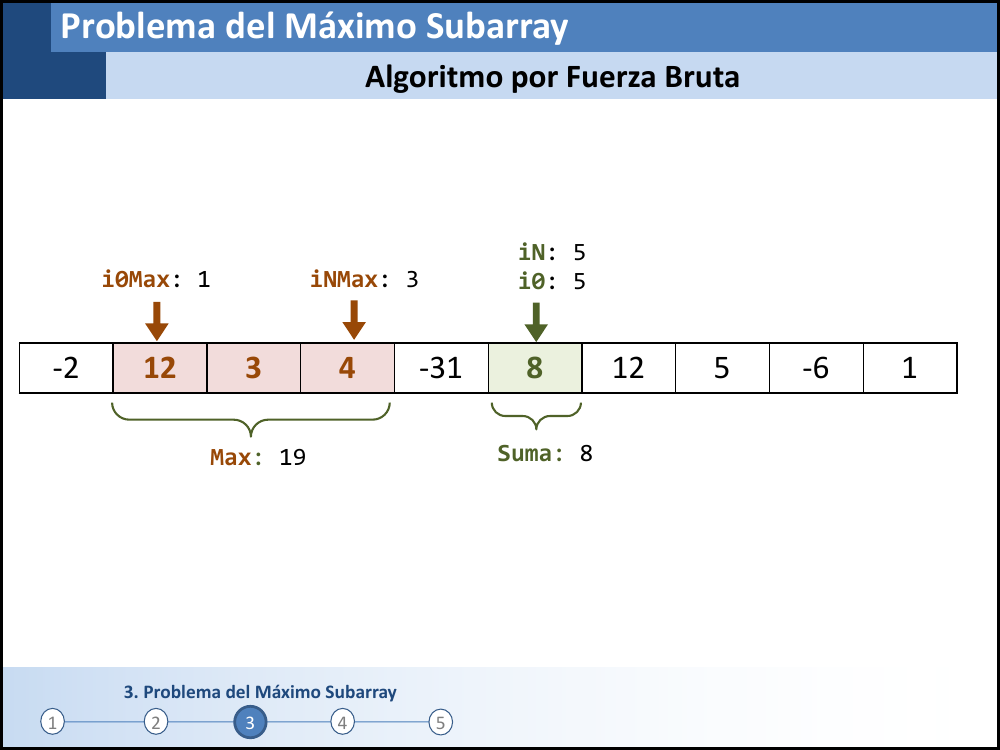 Problema del Máximo Subarray
Algoritmo por Fuerza Bruta
iN: 5
i0Max: 1 iNMax: 3 i0: 5
-2 12 3 4 -31 8 12 5 -6 1
Max: 19 Suma: 8
3. Problema del Máximo Subarray
1 2 3 4 5